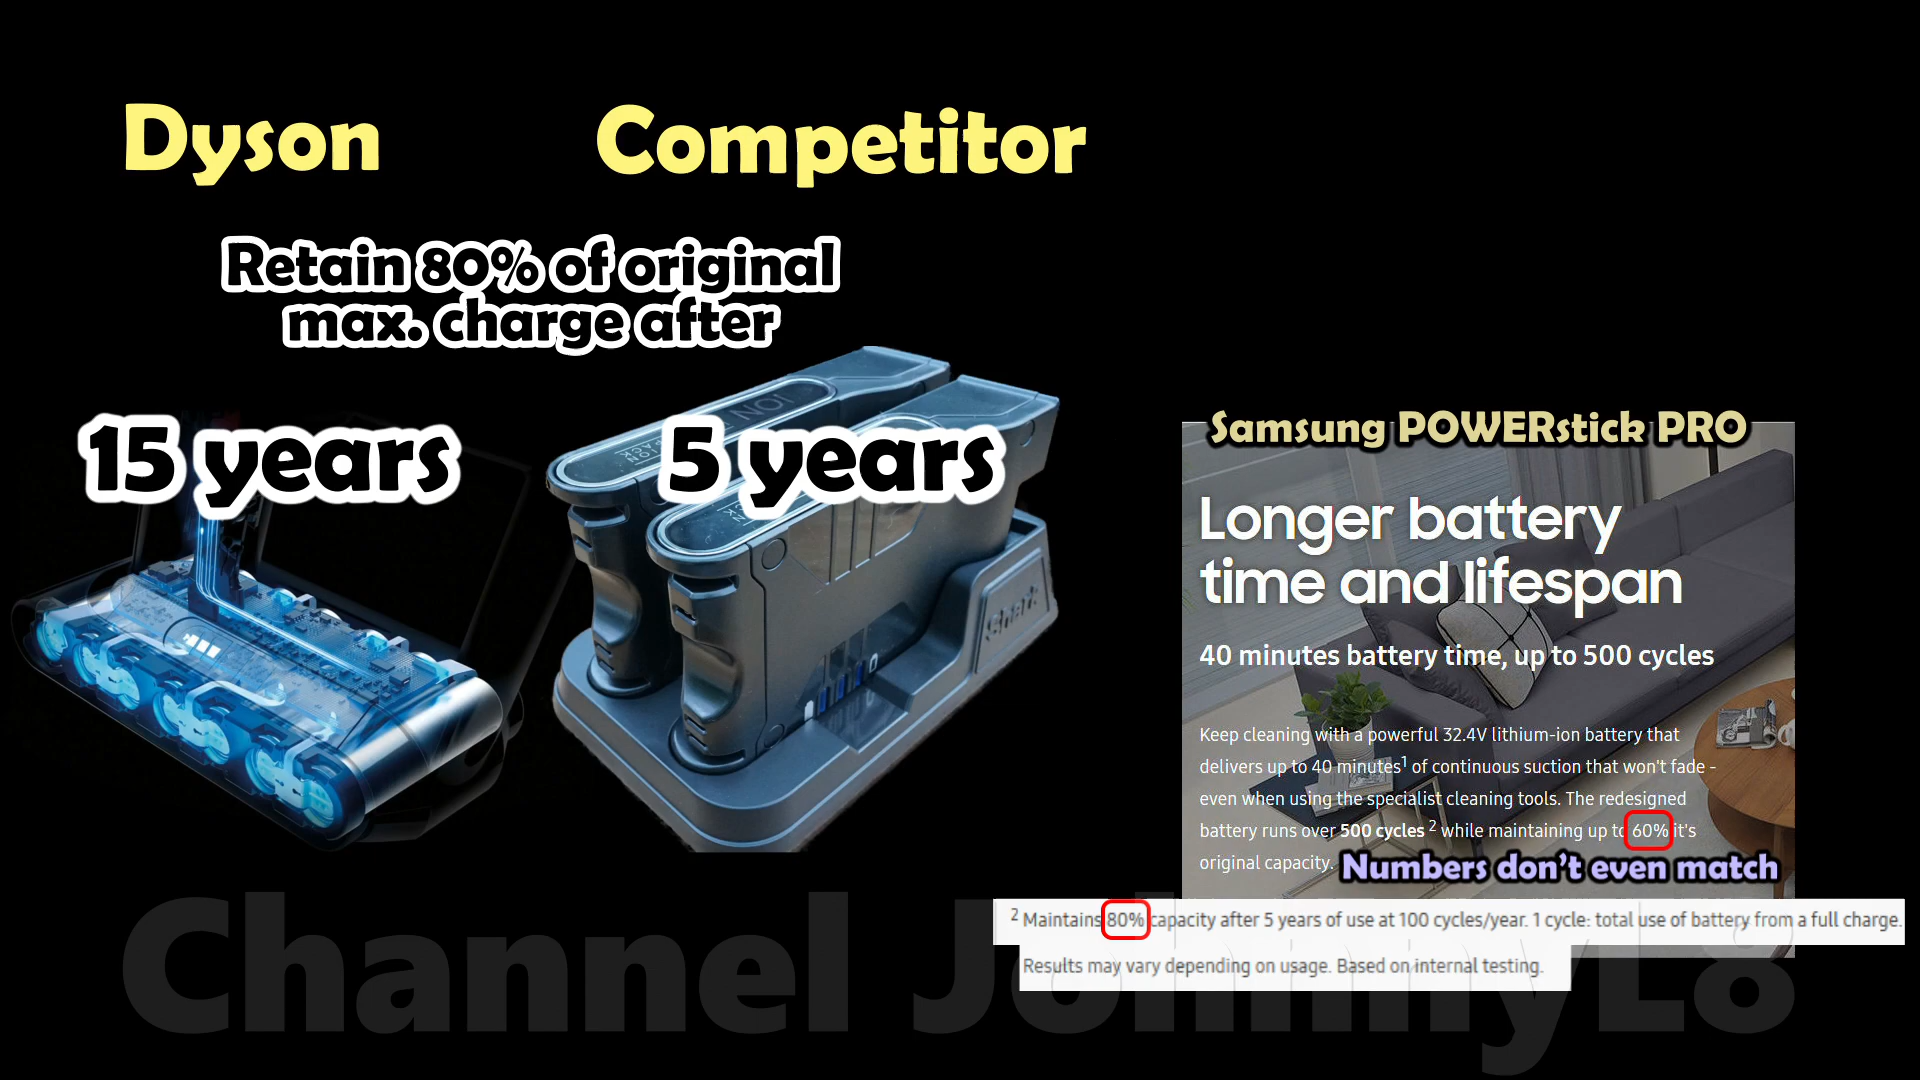 Dyson Competitor
Retain 80% of original
max. charge after
15 years 5 years
ION
Shark
Samsung POWERstick PRO
Longer battery
time and lifespan
40 minutes battery time, up to 500 cycles
Keep cleaning with a powerful 32.4V lithium-ion battery that
delivers up to 40 minutes1 of continuous suction that won't fade -
even when using the specialist cleaning tools. The redesigned
battery runs over 500 cycles 2 while maintaining up to 60% it's
original capacity.
Numbers don't even match
2 Maintains 80% capacity after 5 years of use at 100 cycles/year. 1 cycle: total use of battery from a full charge.
Results may vary depending on usage. Based on internal testing.
Channel JohnnyL8